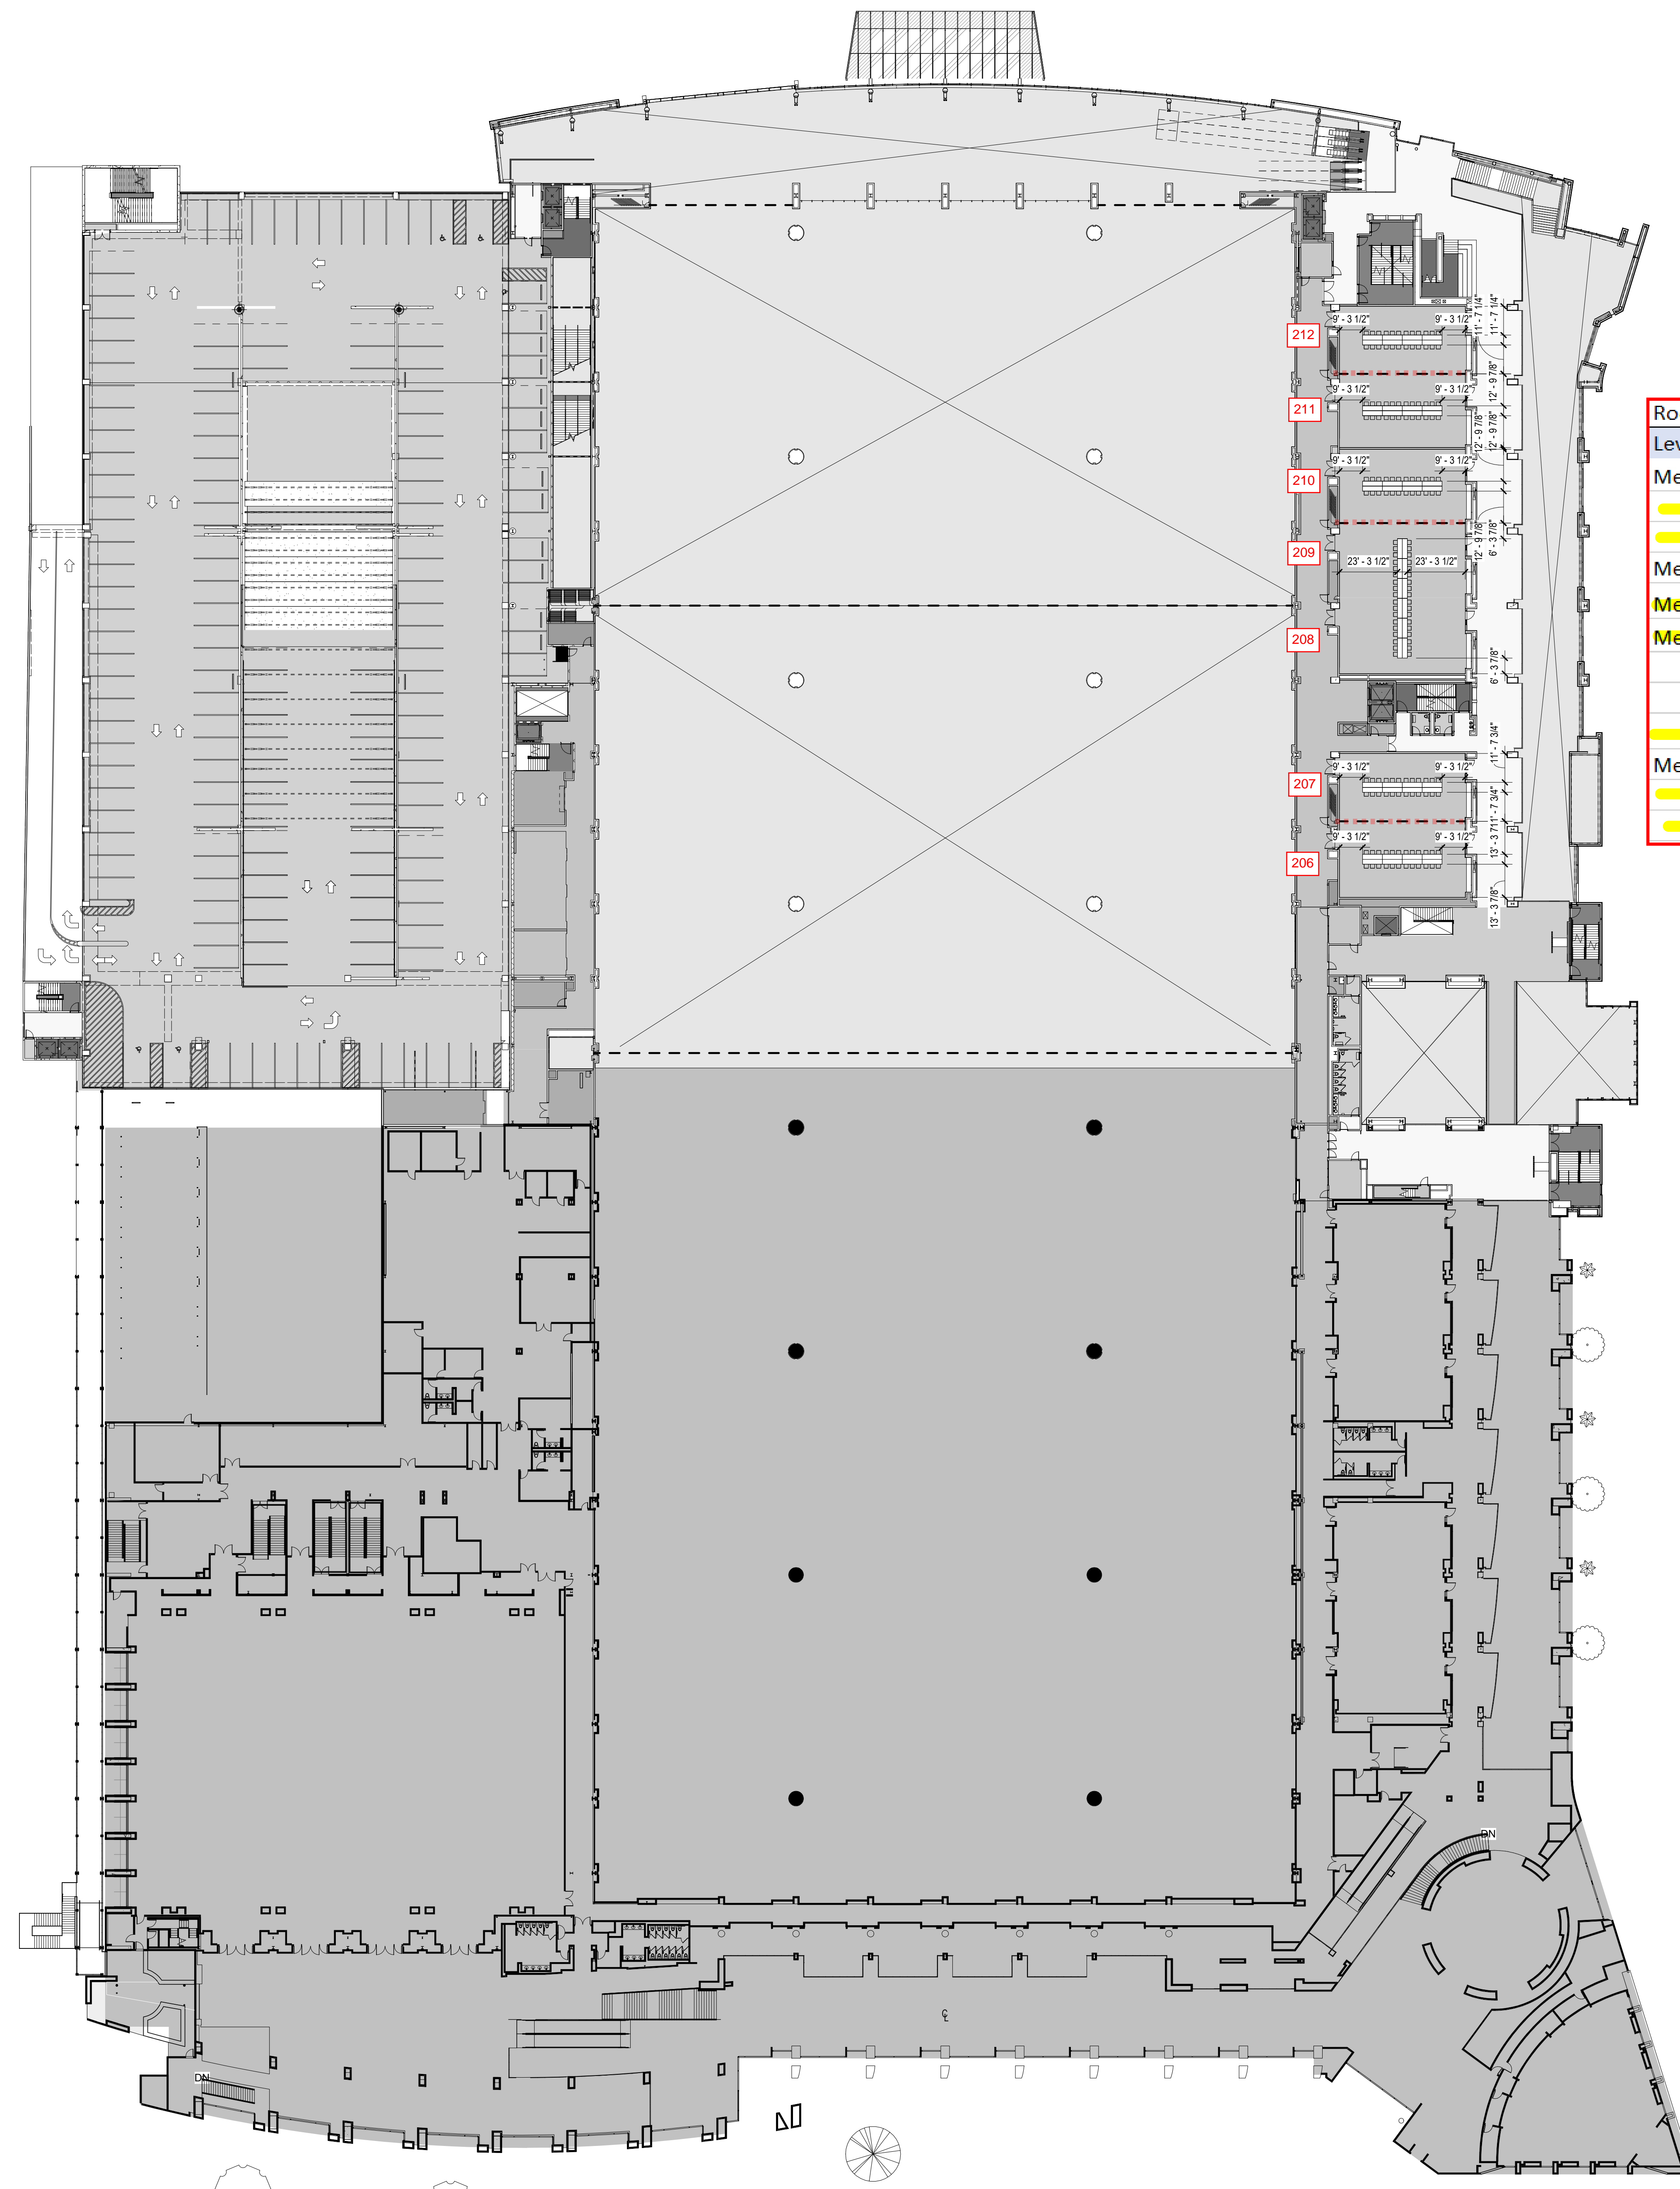 11' - 7 1/4"
11' - 7 1/4"
9' - 3 1/2"
9' - 3 1/2"
212
12' - 9 7/8"
9' - 3 1/2"
9' - 3 1/2"
211
12' - 9 7/8"
12' - 9 7/8"
9' - 3 1/2"
9' - 3 1/2"
210
12' - 9 7/8"
6' - 3 7/8"
209
23' - 3 1/2"
23' - 3 1/2"
208
6' - 3 7/8"
11' - 7 3/4"
9' - 3 1/2"
9' - 3 1/2"
207
11' - 7 3/4"
13' - 3 7
9' - 3 1/2"
9' - 3 1/2"
206
13' - 3 7/8"
Ro
Lev
Me
Me
Me
Me
Me
DN
DN